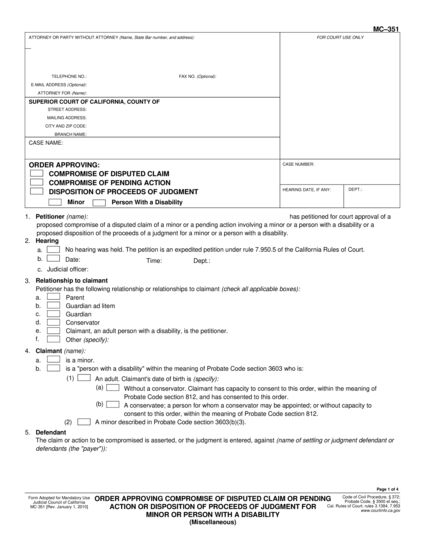 MC–351
ATTORNEY OR PARTY WITHOUT ATTORNEY (Name, State Bar number, and address):
FOR COURT USE ONLY
TELEPHONE NO.:
FAX NO. (Optional):
E-MAIL ADDRESS (Optional):
ATTORNEY FOR (Name):
SUPERIOR COURT OF CALIFORNIA, COUNTY OF
STREET ADDRESS:
MAILING ADDRESS:
CITY AND ZIP CODE:
BRANCH NAME:
CASE NAME:
ORDER APPROVING:
COMPROMISE OF DISPUTED CLAIM
COMPROMISE OF PENDING ACTION
DISPOSITION OF PROCEEDS OF JUDGMENT
Minor Person With a Disability
CASE NUMBER:
HEARING DATE, IF ANY:
DEPT.:
1. Petitioner (name): has petitioned for court approval of a
proposed compromise of a disputed claim of a minor or a pending action involving a minor or a person with a disability or a
proposed disposition of the proceeds of a judgment for a minor or a person with a disability.
2. Hearing
a. No hearing was held. The petition is an expedited petition under rule 7.950.5 of the California Rules of Court.
b. Date: Time: Dept.:
c. Judicial officer:
3. Relationship to claimant
Petitioner has the following relationship or relationships to claimant (check all applicable boxes):
a. Parent
b. Guardian ad litem
c. Guardian
d. Conservator
e. Claimant, an adult person with a disability, is the petitioner.
f. Other (specify):
4. Claimant (name):
a. is a minor.
b. is a "person with a disability" within the meaning of Probate Code section 3603 who is:
(1) An adult. Claimant's date of birth is (specify):
(a) Without a conservator. Claimant has capacity to consent to this order, within the meaning of
Probate Code section 812, and has consented to this order.
(b) A conservatee; a person for whom a conservator may be appointed; or without capacity to
consent to this order, within the meaning of Probate Code section 812.
(2) A minor described in Probate Code section 3603(b)(3).
5. Defendant
The claim or action to be compromised is asserted, or the judgment is entered, against (name of settling or judgment defendant or
defendants (the "payer")):
Page 1 of 4
Form Adopted for Mandatory Use
Judicial Council of California
MC-351 [Rev. January 1, 2010]
ORDER APPROVING COMPROMISE OF DISPUTED CLAIM OR PENDING
ACTION OR DISPOSITION OF PROCEEDS OF JUDGMENT FOR
MINOR OR PERSON WITH A DISABILITY
(Miscellaneous)
Code of Civil Procedure, § 372;
Probate Code, § 3500 et seq.;
Cal. Rules of Court, rules 3.1384, 7.953
www.courtinfo.ca.gov